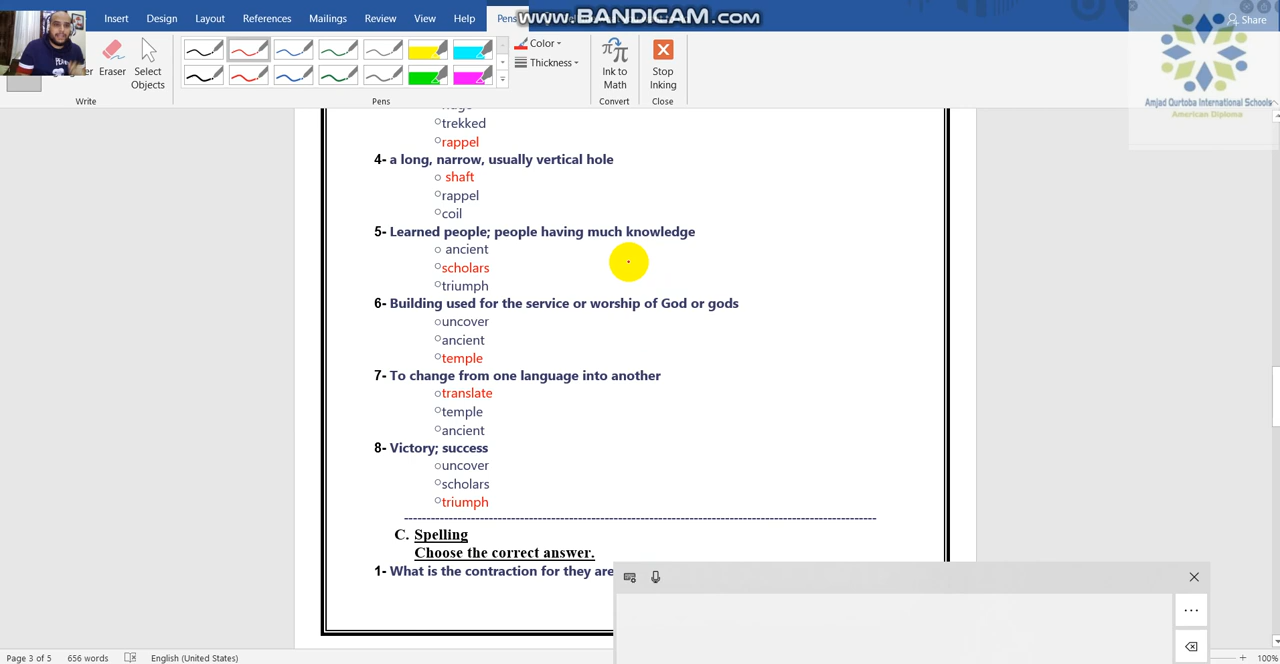 www.BANDICAM.com
Insert Design Layout References Mailings Review View Help Pens
Share
Eraser Select Objects
Color
Thickness
Ink to Math
Stop Inking
Write Pens Convert Close
Amjad Qurtoba International Schools
American Diploma
trekked
rappel
4- a long, narrow, usually vertical hole
shaft
rappel
coil
5- Learned people; people having much knowledge
ancient
scholars
triumph
6- Building used for the service or worship of God or gods
uncover
ancient
temple
7- To change from one language into another
translate
temple
ancient
8- Victory; success
uncover
scholars
triumph
--------------------------------------------------------------------------------------------------------
C. Spelling
Choose the correct answer.
1- What is the contraction for they are
Page 3 of 5 656 words English (United States) 100%